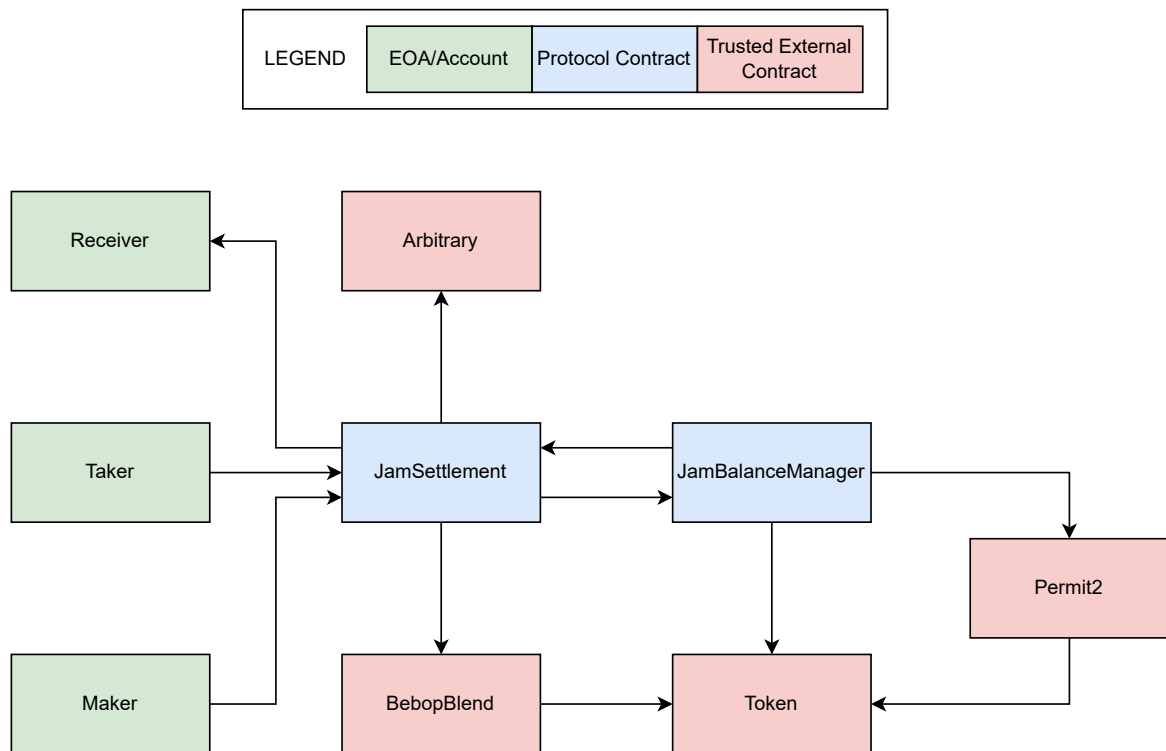 LEGEND
EOA/Account
Protocol Contract
Trusted External
Contract
Receiver
Arbitrary
Taker
JamSettlement
JamBalanceManager
Permit2
Maker
BebopBlend
Token